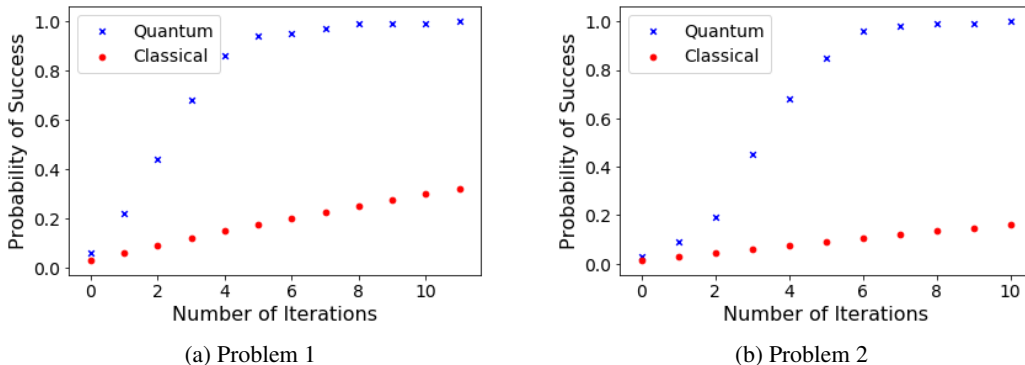 1.0
0.8
0.6
0.4
0.2
0.0
Probability of Success
Quantum
Classical
0 2 4 6 8 10
Number of Iterations
(a) Problem 1
1.0
0.8
0.6
0.4
0.2
0.0
Probability of Success
Quantum
Classical
0 2 4 6 8 10
Number of Iterations
(b) Problem 2